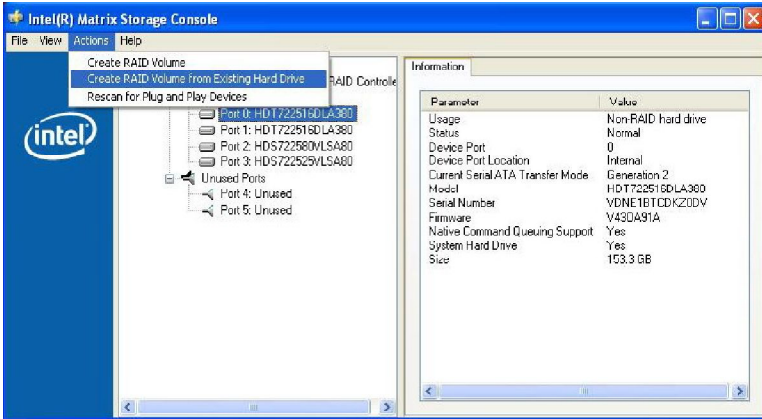 Intel(R) Matrix Storage Console
File View Actions Help
Create RAID Volume
Create RAID Volume from Existing Hard Drive
Rescan for Plug and Play Devices
RAID Controlle
Port 0: HDT722516DLA380
Port 1: HDT722516DLA380
Port 2: HDS722580VLSA80
Port 3: HDS722525VLSA80
Unused Ports
Port 4: Unused
Port 5: Unused
intel
Information
Parameter Value
Usage Non-RAID hard drive
Status Normal
Device Port 0
Device Port Location Internal
Current Serial ATA Transfer Mode Generation 2
Model HDT722516DLA380
Serial Number VDNE1BTCDKZ0DV
Firmware V43OA91A
Native Command Queuing Support Yes
System Hard Drive Yes
Size 153.3 GB